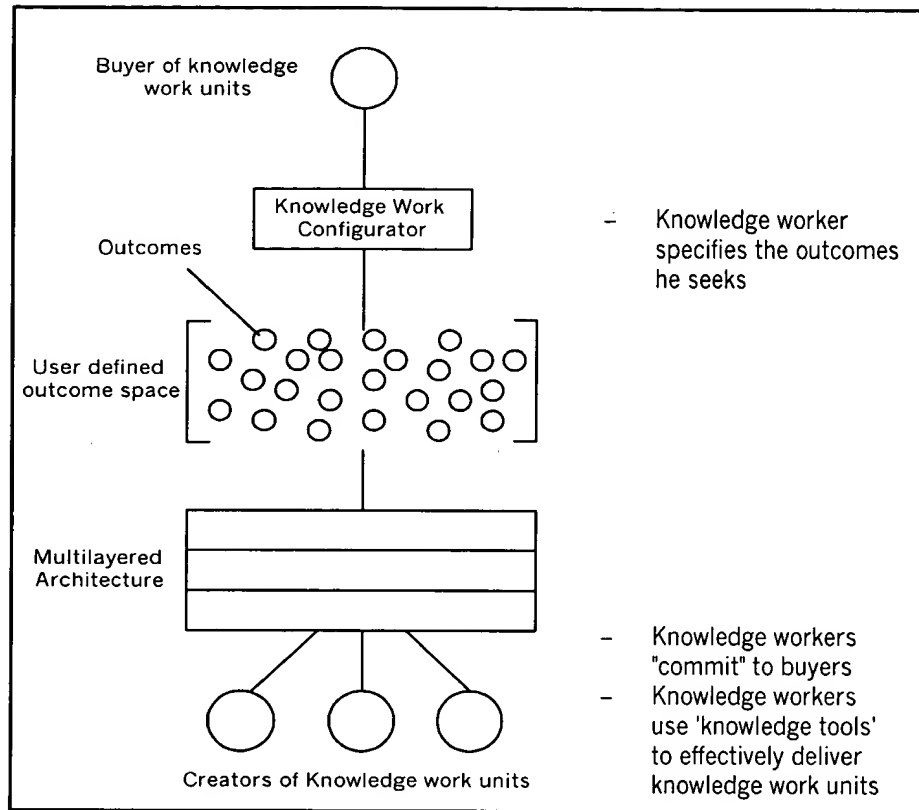 Buyer of knowledge
work units
Knowledge Work
Configurator
- Knowledge worker
specifies the outcomes
he seeks
Outcomes
User defined
outcome space
Multilayered
Architecture
- Knowledge workers
"commit" to buyers
- Knowledge workers
use 'knowledge tools'
to effectively deliver
knowledge work units
Creators of Knowledge work units